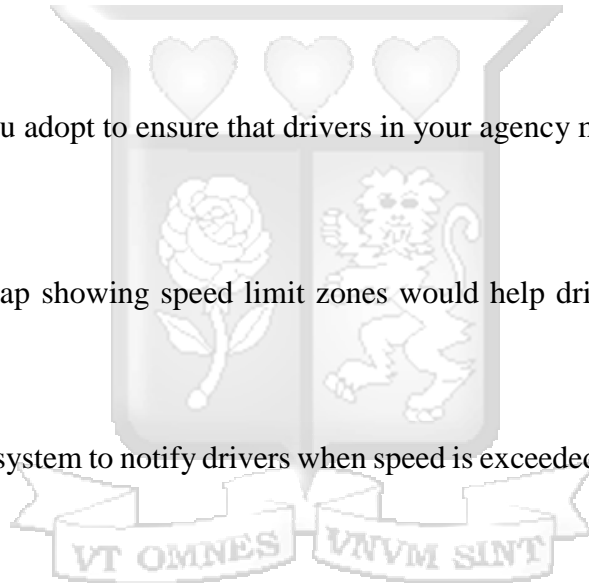 u adopt to ensure that drivers in your agency
ap showing speed limit zones would help
system to notify drivers when speed is exceeded
VT OMNES VNVM SINT